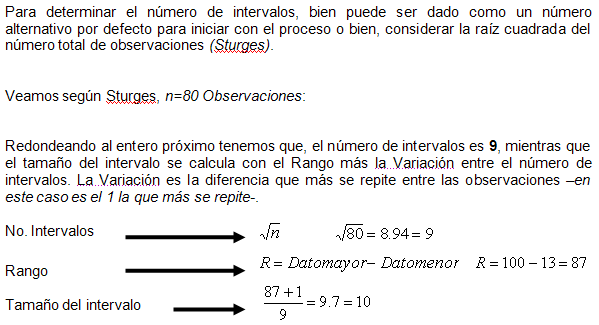 Para determinar el número de intervalos, bien puede ser dado como un número
alternativo por defecto para iniciar con el proceso o bien, considerar la raíz cuadrada del
número total de observaciones (Sturges).
Veamos según Sturges, n=80 Observaciones:
Redondeando al entero próximo tenemos que, el número de intervalos es 9, mientras que
el tamaño del intervalo se calcula con el Rango más la Variación entre el número de
intervalos. La Variación es la diferencia que más se repite entre las observaciones –en
este caso es el 1 la que más se repite-.
No. Intervalos √n √80 = 8.94 = 9
Rango R = Datomayor– Datomenor R = 100 − 13 = 87
Tamaño del intervalo (87 + 1)/9 = 9.7 = 10